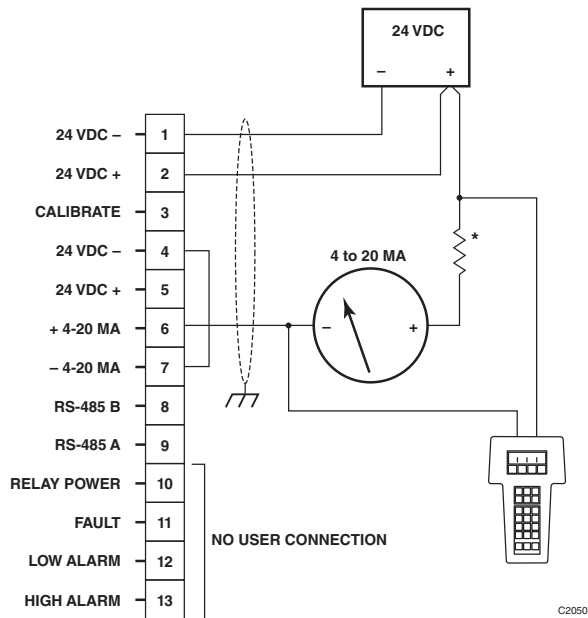 24 VDC
– +
24 VDC – 1
24 VDC + 2
CALIBRATE 3
24 VDC – 4
24 VDC + 5
+ 4-20 MA 6
– 4-20 MA 7
RS-485 B 8
RS-485 A 9
RELAY POWER 10
FAULT 11
LOW ALARM 12
HIGH ALARM 13
*
4 to 20 MA
– +
NO USER CONNECTION
C2050